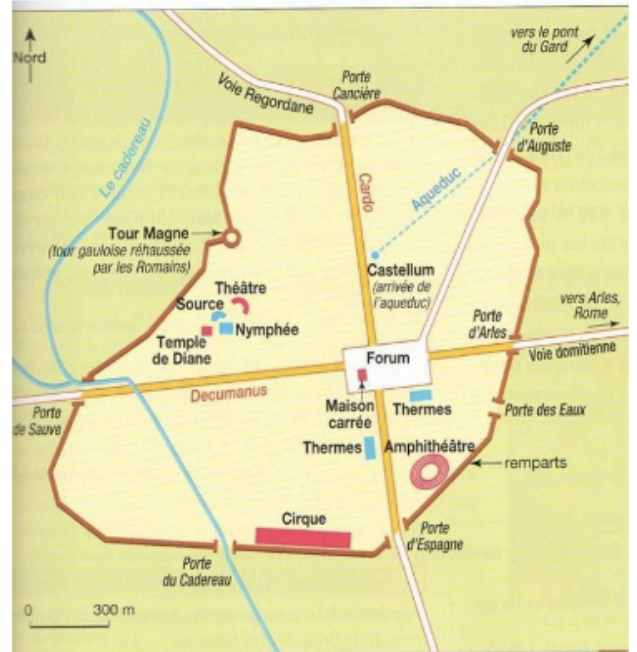 vers le pont
du Gard
Nord
Porte
Cancière
Voie Regordane
Porte
d'Auguste
Le cadereau
Aqueduc
Cardo
Tour Magne
(tour gauloise réhaussée
par les Romains)
Castellum
(arrivée de
l'aqueduc)
Théâtre
Source
Nymphée
Temple
de Diane
vers Arles,
Rome
Porte
d'Arles
Voie domitienne
Forum
Decumanus
Maison
carrée
Thermes
Porte des Eaux
Porte
de Sauve
Thermes
Amphithéâtre
remparts
Cirque
Porte
d'Espagne
Porte
du Cadereau
0 300 m